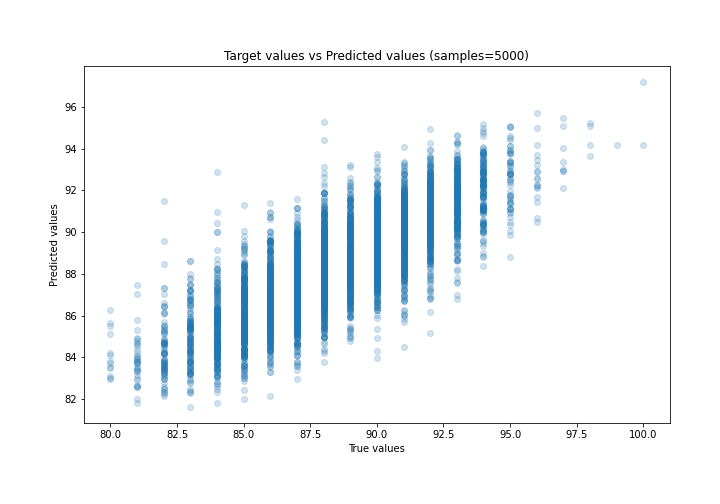 Target values vs Predicted values (samples=5000)
96
94
92
90
88
86
84
82
Predicted values
80.0 82.5 85.0 87.5 90.0 92.5 95.0 97.5 100.0
True values